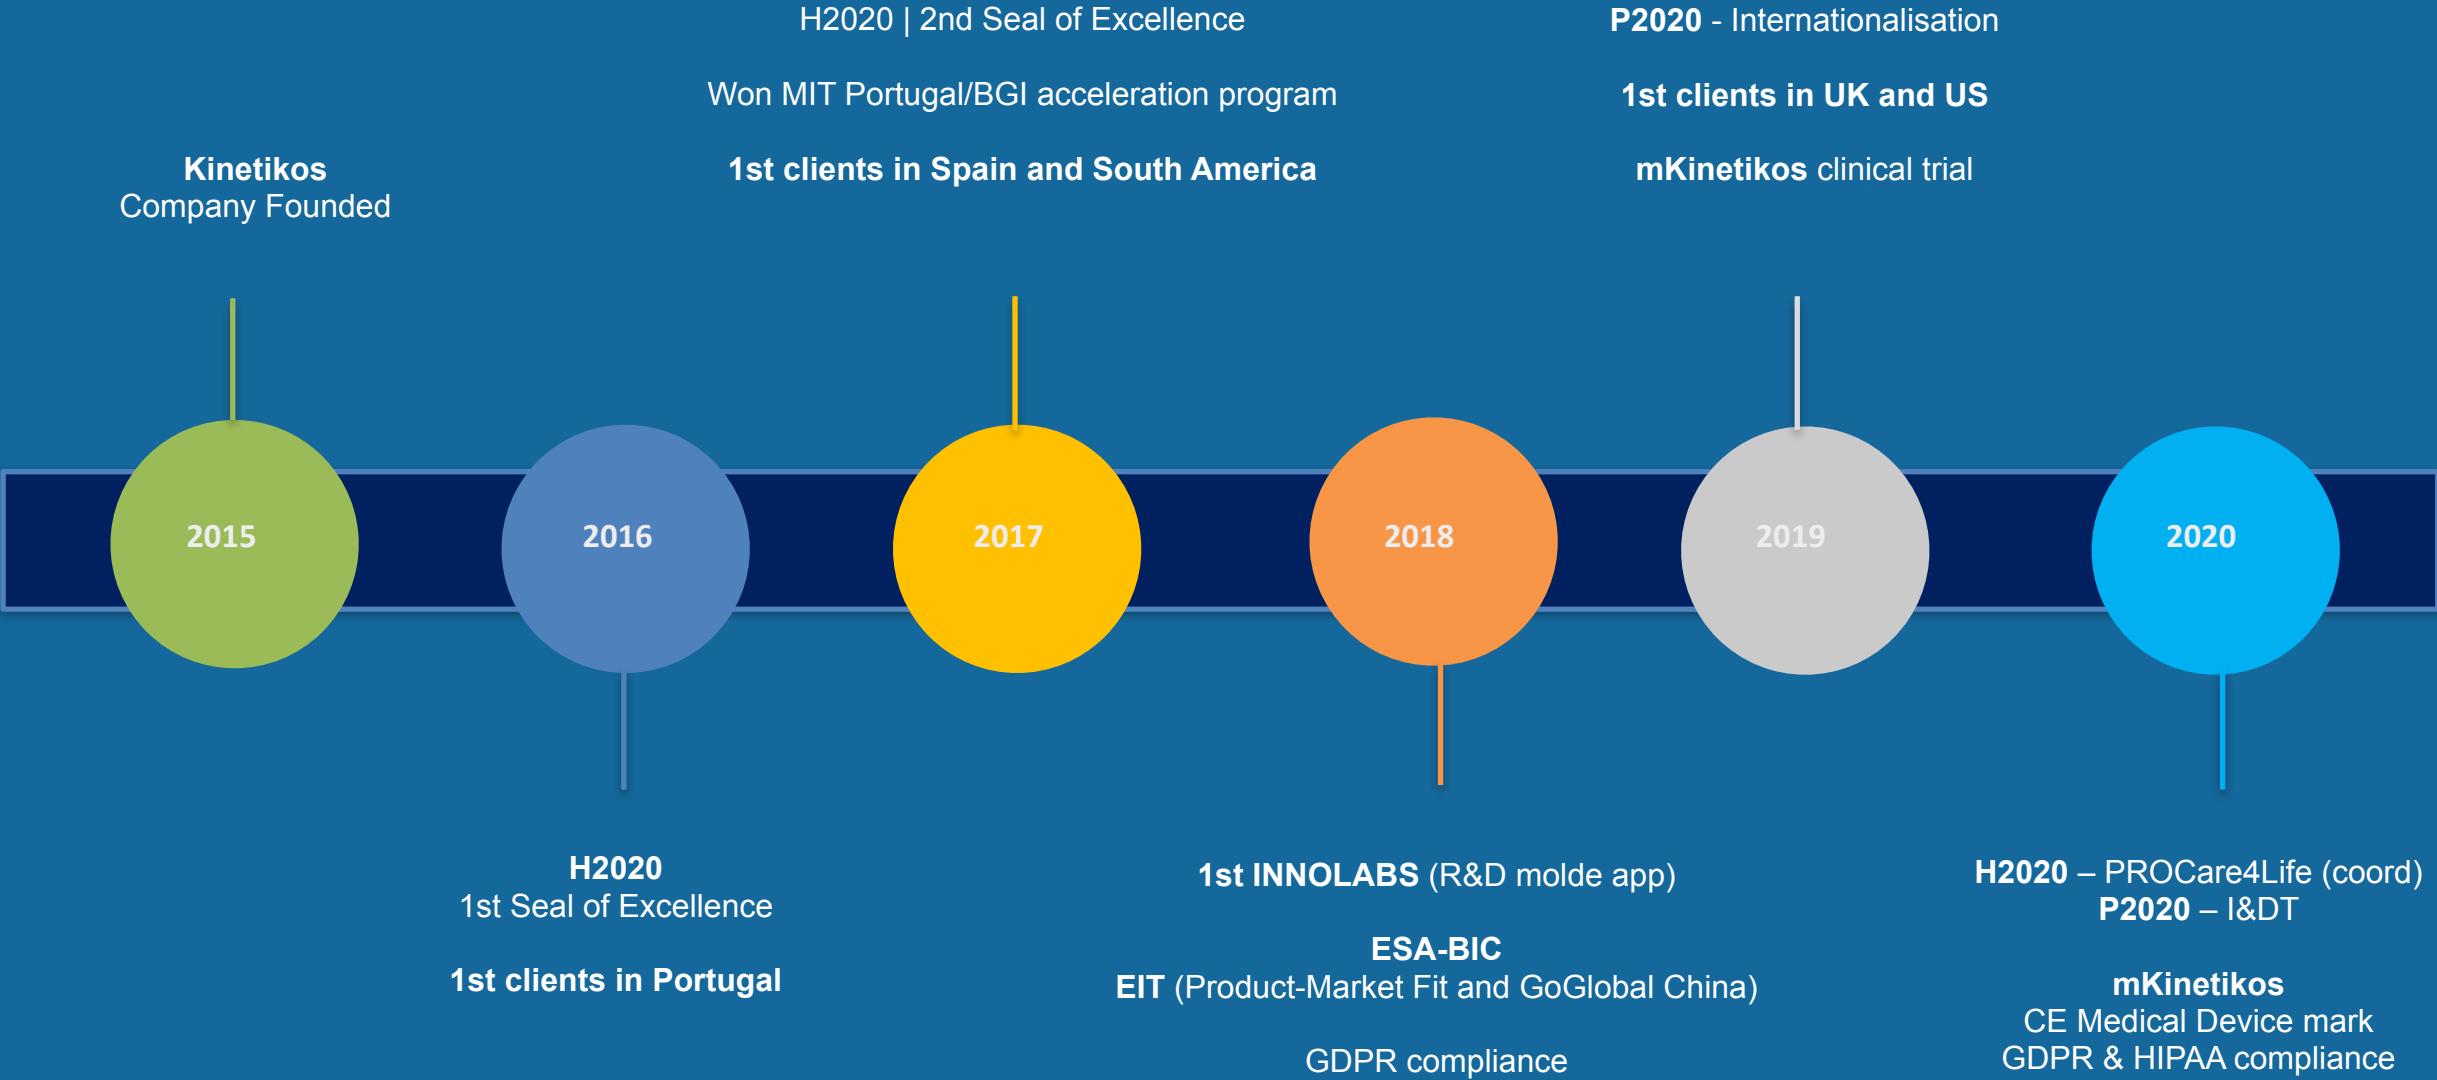 H2020 | 2nd Seal of Excellence
Won MIT Portugal/BGI acceleration program
1st clients in Spain and South America
P2020 - Internationalisation
1st clients in UK and US
mKinetikos clinical trial
Kinetikos
Company Founded
2015
2016
2017
2018
2019
2020
H2020
1st Seal of Excellence
1st clients in Portugal
1st INNOLABS (R&D molde app)
ESA-BIC
EIT (Product-Market Fit and GoGlobal China)
GDPR compliance
H2020 – PROCare4Life (coord)
P2020 – I&DT
mKinetikos
CE Medical Device mark
GDPR & HIPAA compliance